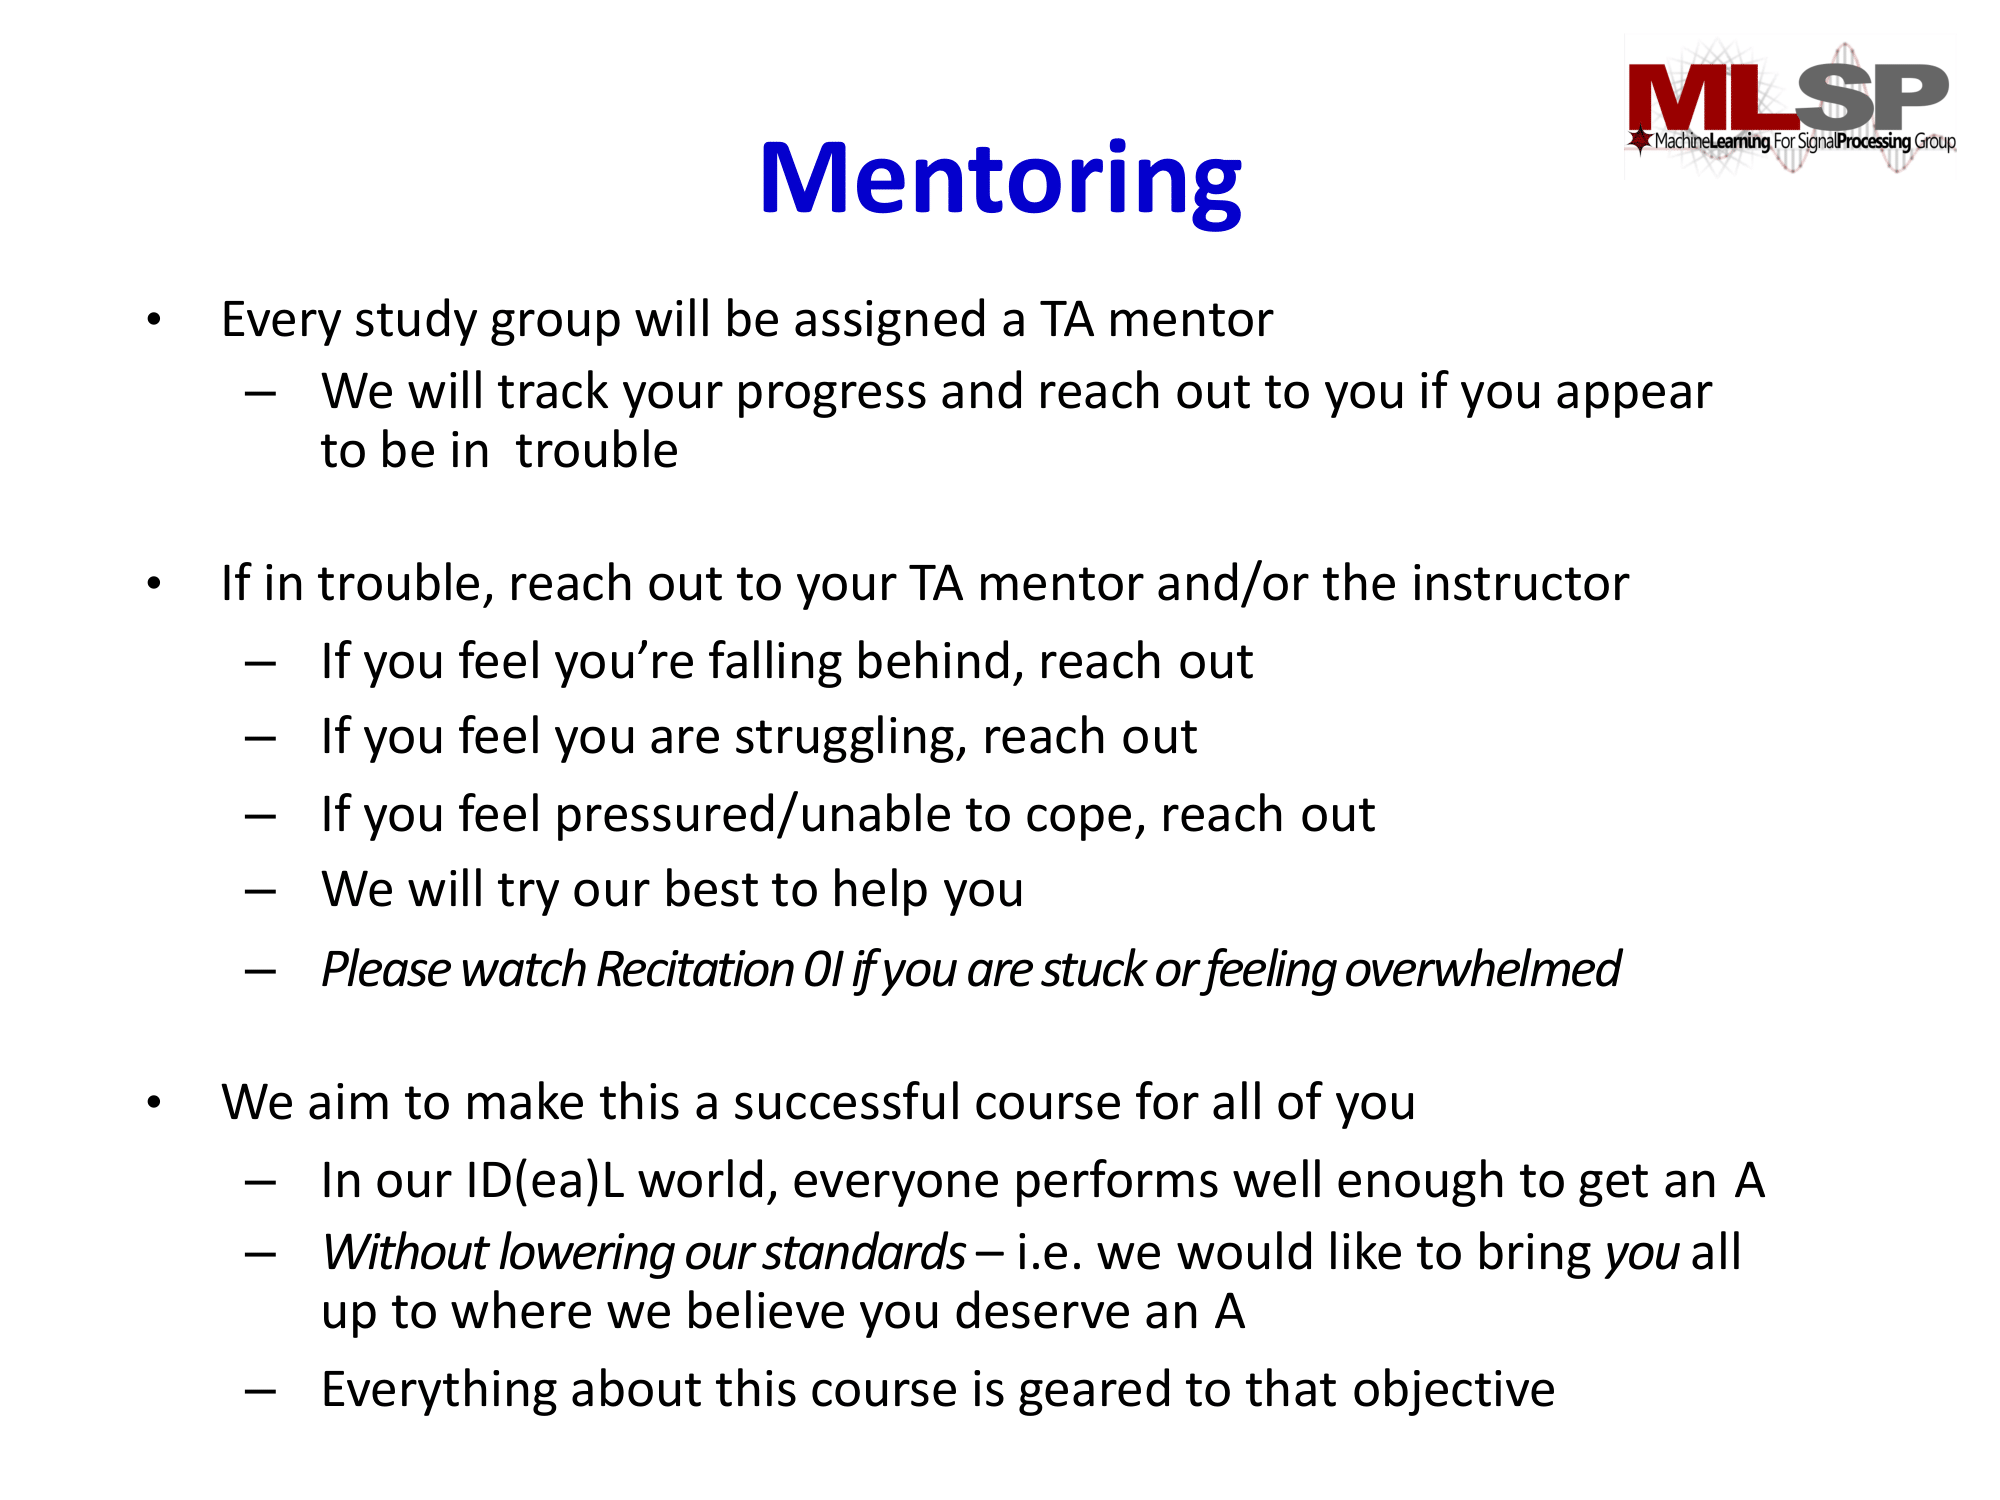 MLSP
MachineLearning For SignalProcessing Group
Mentoring
• Every study group will be assigned a TA mentor
– We will track your progress and reach out to you if you appear
to be in  trouble
• If in trouble, reach out to your TA mentor and/or the instructor
– If you feel you’re falling behind, reach out
– If you feel you are struggling, reach out
– If you feel pressured/unable to cope, reach out
– We will try our best to help you
– Please watch Recitation 0I if you are stuck or feeling overwhelmed
• We aim to make this a successful course for all of you
– In our ID(ea)L world, everyone performs well enough to get an A
– Without lowering our standards – i.e. we would like to bring you all
up to where we believe you deserve an A
– Everything about this course is geared to that objective